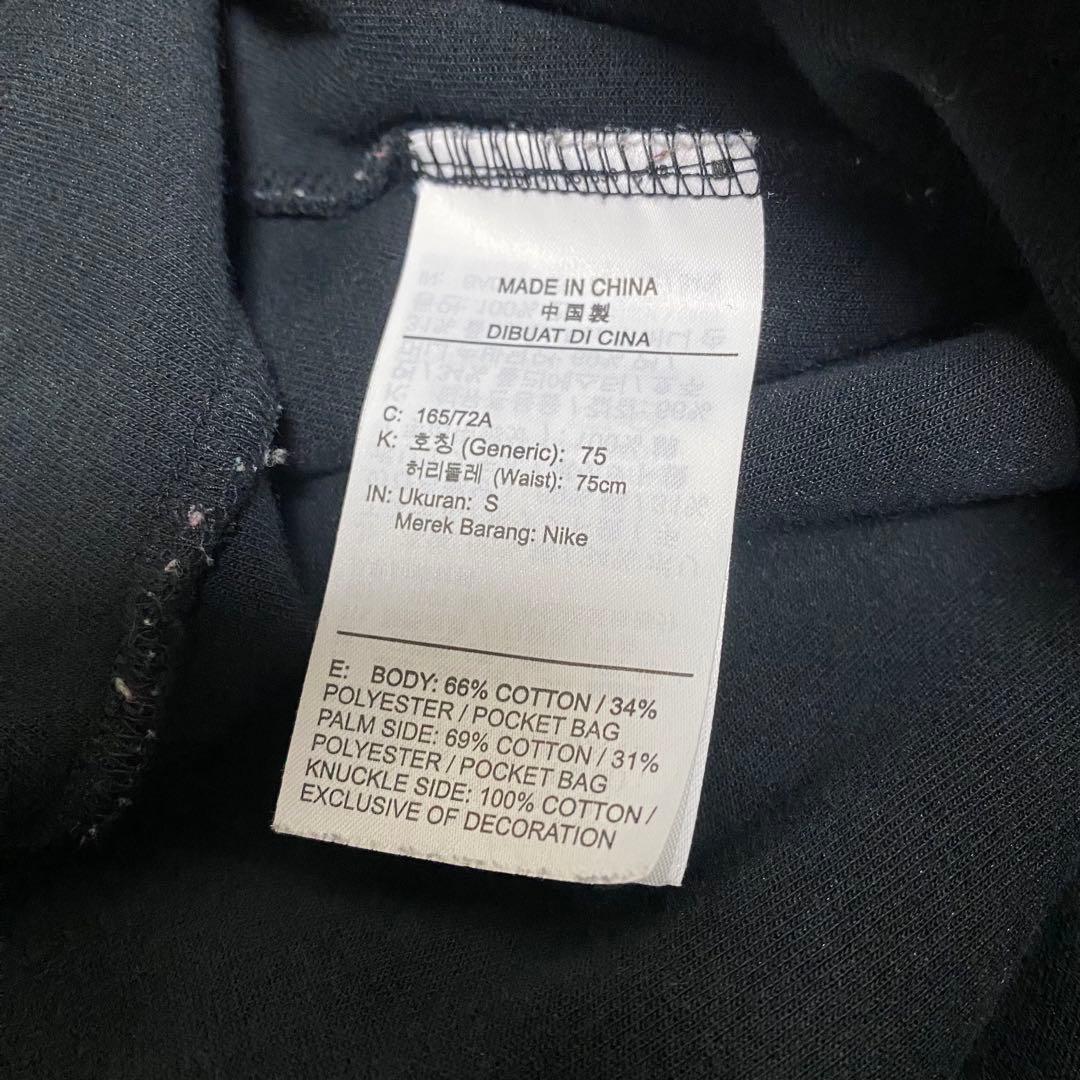 MADE IN CHINA
中国製
DIBUAT DI CINA
C: 165/72A
K: 호칭 (Generic): 75
허리둘레 (Waist): 75cm
IN: Ukuran: S
Merek Barang: Nike
E: BODY: 66% COTTON / 34%
POLYESTER / POCKET BAG
PALM SIDE: 69% COTTON / 31%
POLYESTER / POCKET BAG
KNUCKLE SIDE: 100% COTTON /
EXCLUSIVE OF DECORATION